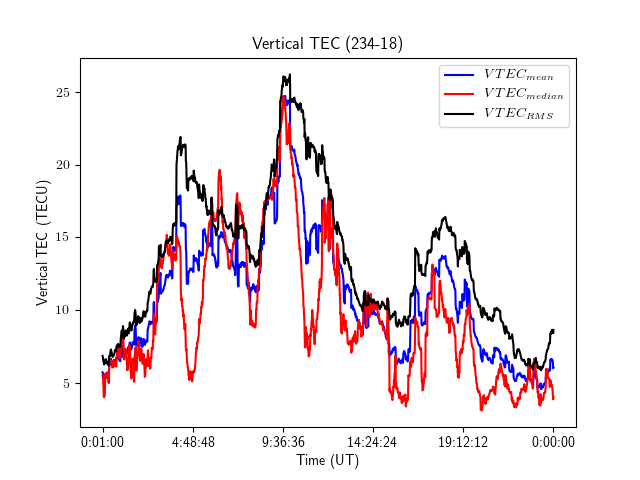 Vertical TEC (234-18)
VTEC_mean
VTEC_median
VTEC_RMS
Vertical TEC (TECU)
25
20
15
10
5
0:01:00 4:48:48 9:36:36 14:24:24 19:12:12 0:00:00
Time (UT)